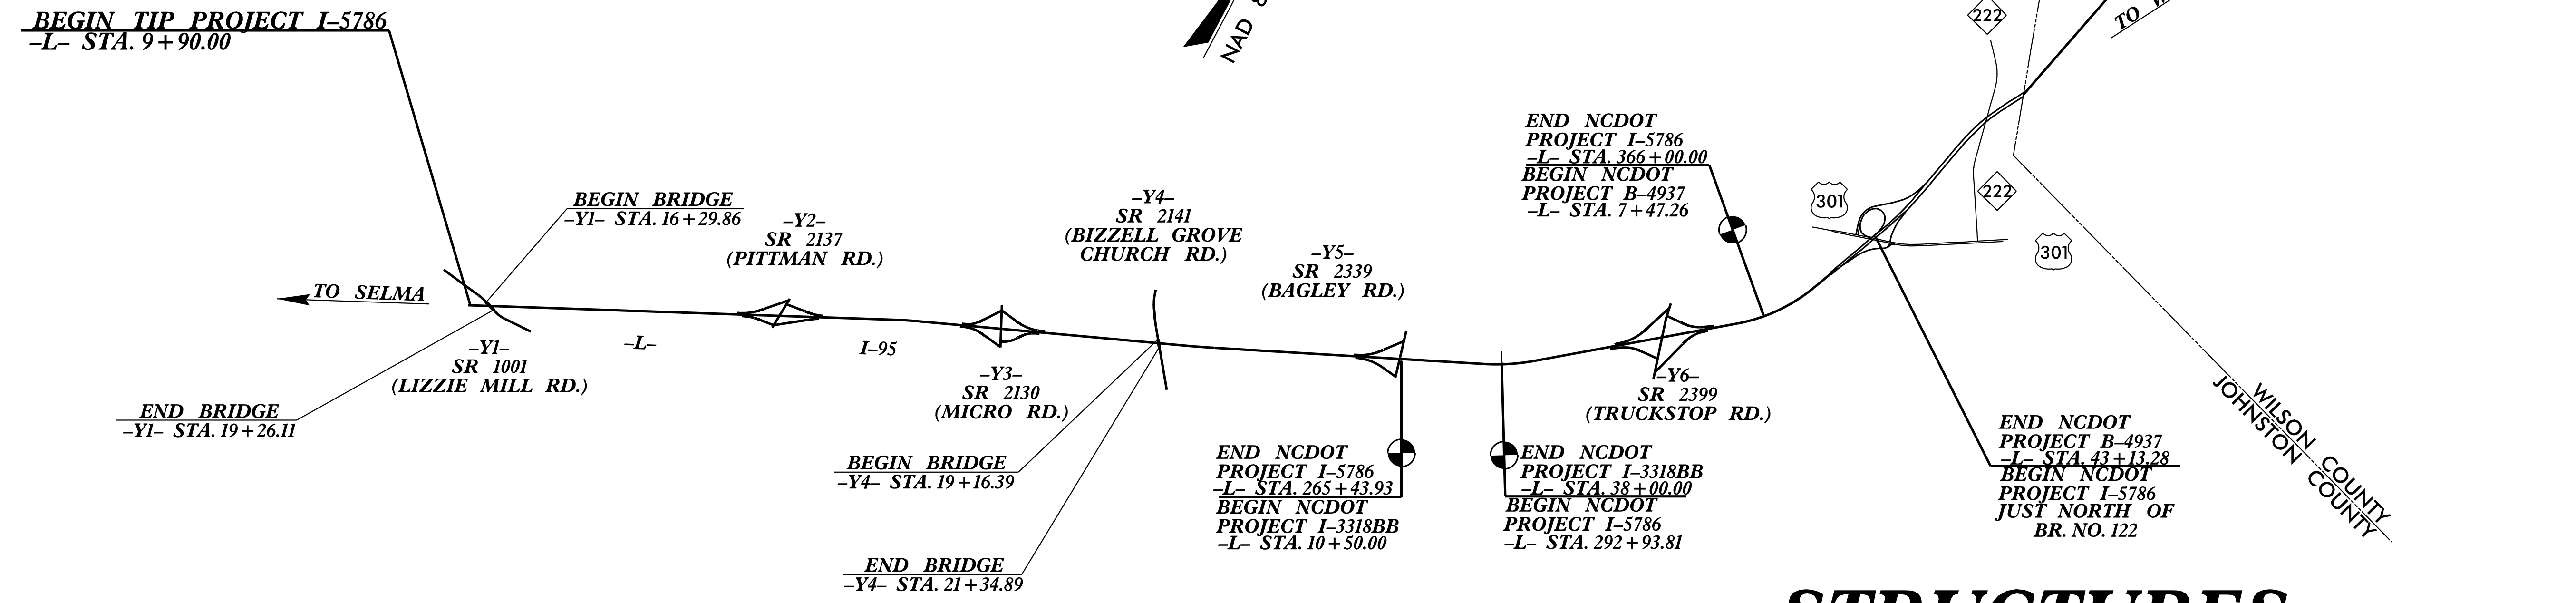 BEGIN TIP PROJECT I–5786
–L– STA. 9+90.00
NAD
222
TO
BEGIN BRIDGE
–Y1– STA. 16+29.86
–Y2–
SR 2137
(PITTMAN RD.)
–Y4–
SR 2141
(BIZZELL GROVE
CHURCH RD.)
–Y5–
SR 2339
(BAGLEY RD.)
END NCDOT
PROJECT I–5786
–L– STA. 366+00.00
BEGIN NCDOT
PROJECT B–4937
–L– STA. 7+47.26
301
222
301
TO SELMA
–L–
I–95
–Y1–
SR 1001
(LIZZIE MILL RD.)
–Y3–
SR 2130
(MICRO RD.)
–Y6–
SR 2399
(TRUCKSTOP RD.)
END BRIDGE
–Y1– STA. 19+26.11
BEGIN BRIDGE
–Y4– STA. 19+16.39
END BRIDGE
–Y4– STA. 21+34.89
END NCDOT
PROJECT I–5786
–L– STA. 265+43.93
BEGIN NCDOT
PROJECT I–3318BB
–L– STA. 10+50.00
END NCDOT
PROJECT I–3318BB
–L– STA. 38+00.00
BEGIN NCDOT
PROJECT I–5786
–L– STA. 292+93.81
END NCDOT
PROJECT B–4937
–L– STA. 43+13.28
BEGIN NCDOT
PROJECT I–5786
JUST NORTH OF
BR. NO. 122
WILSON COUNTY
JOHNSTON COUNTY
STRUCTURES